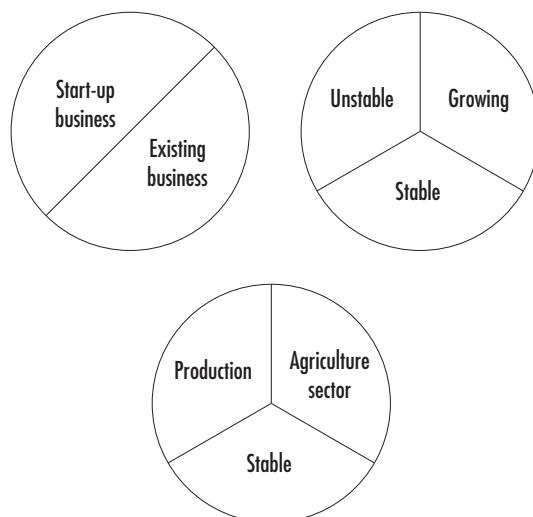 Start-up
business
Existing
business
Unstable
Growing
Stable
Production
Agriculture
sector
Stable